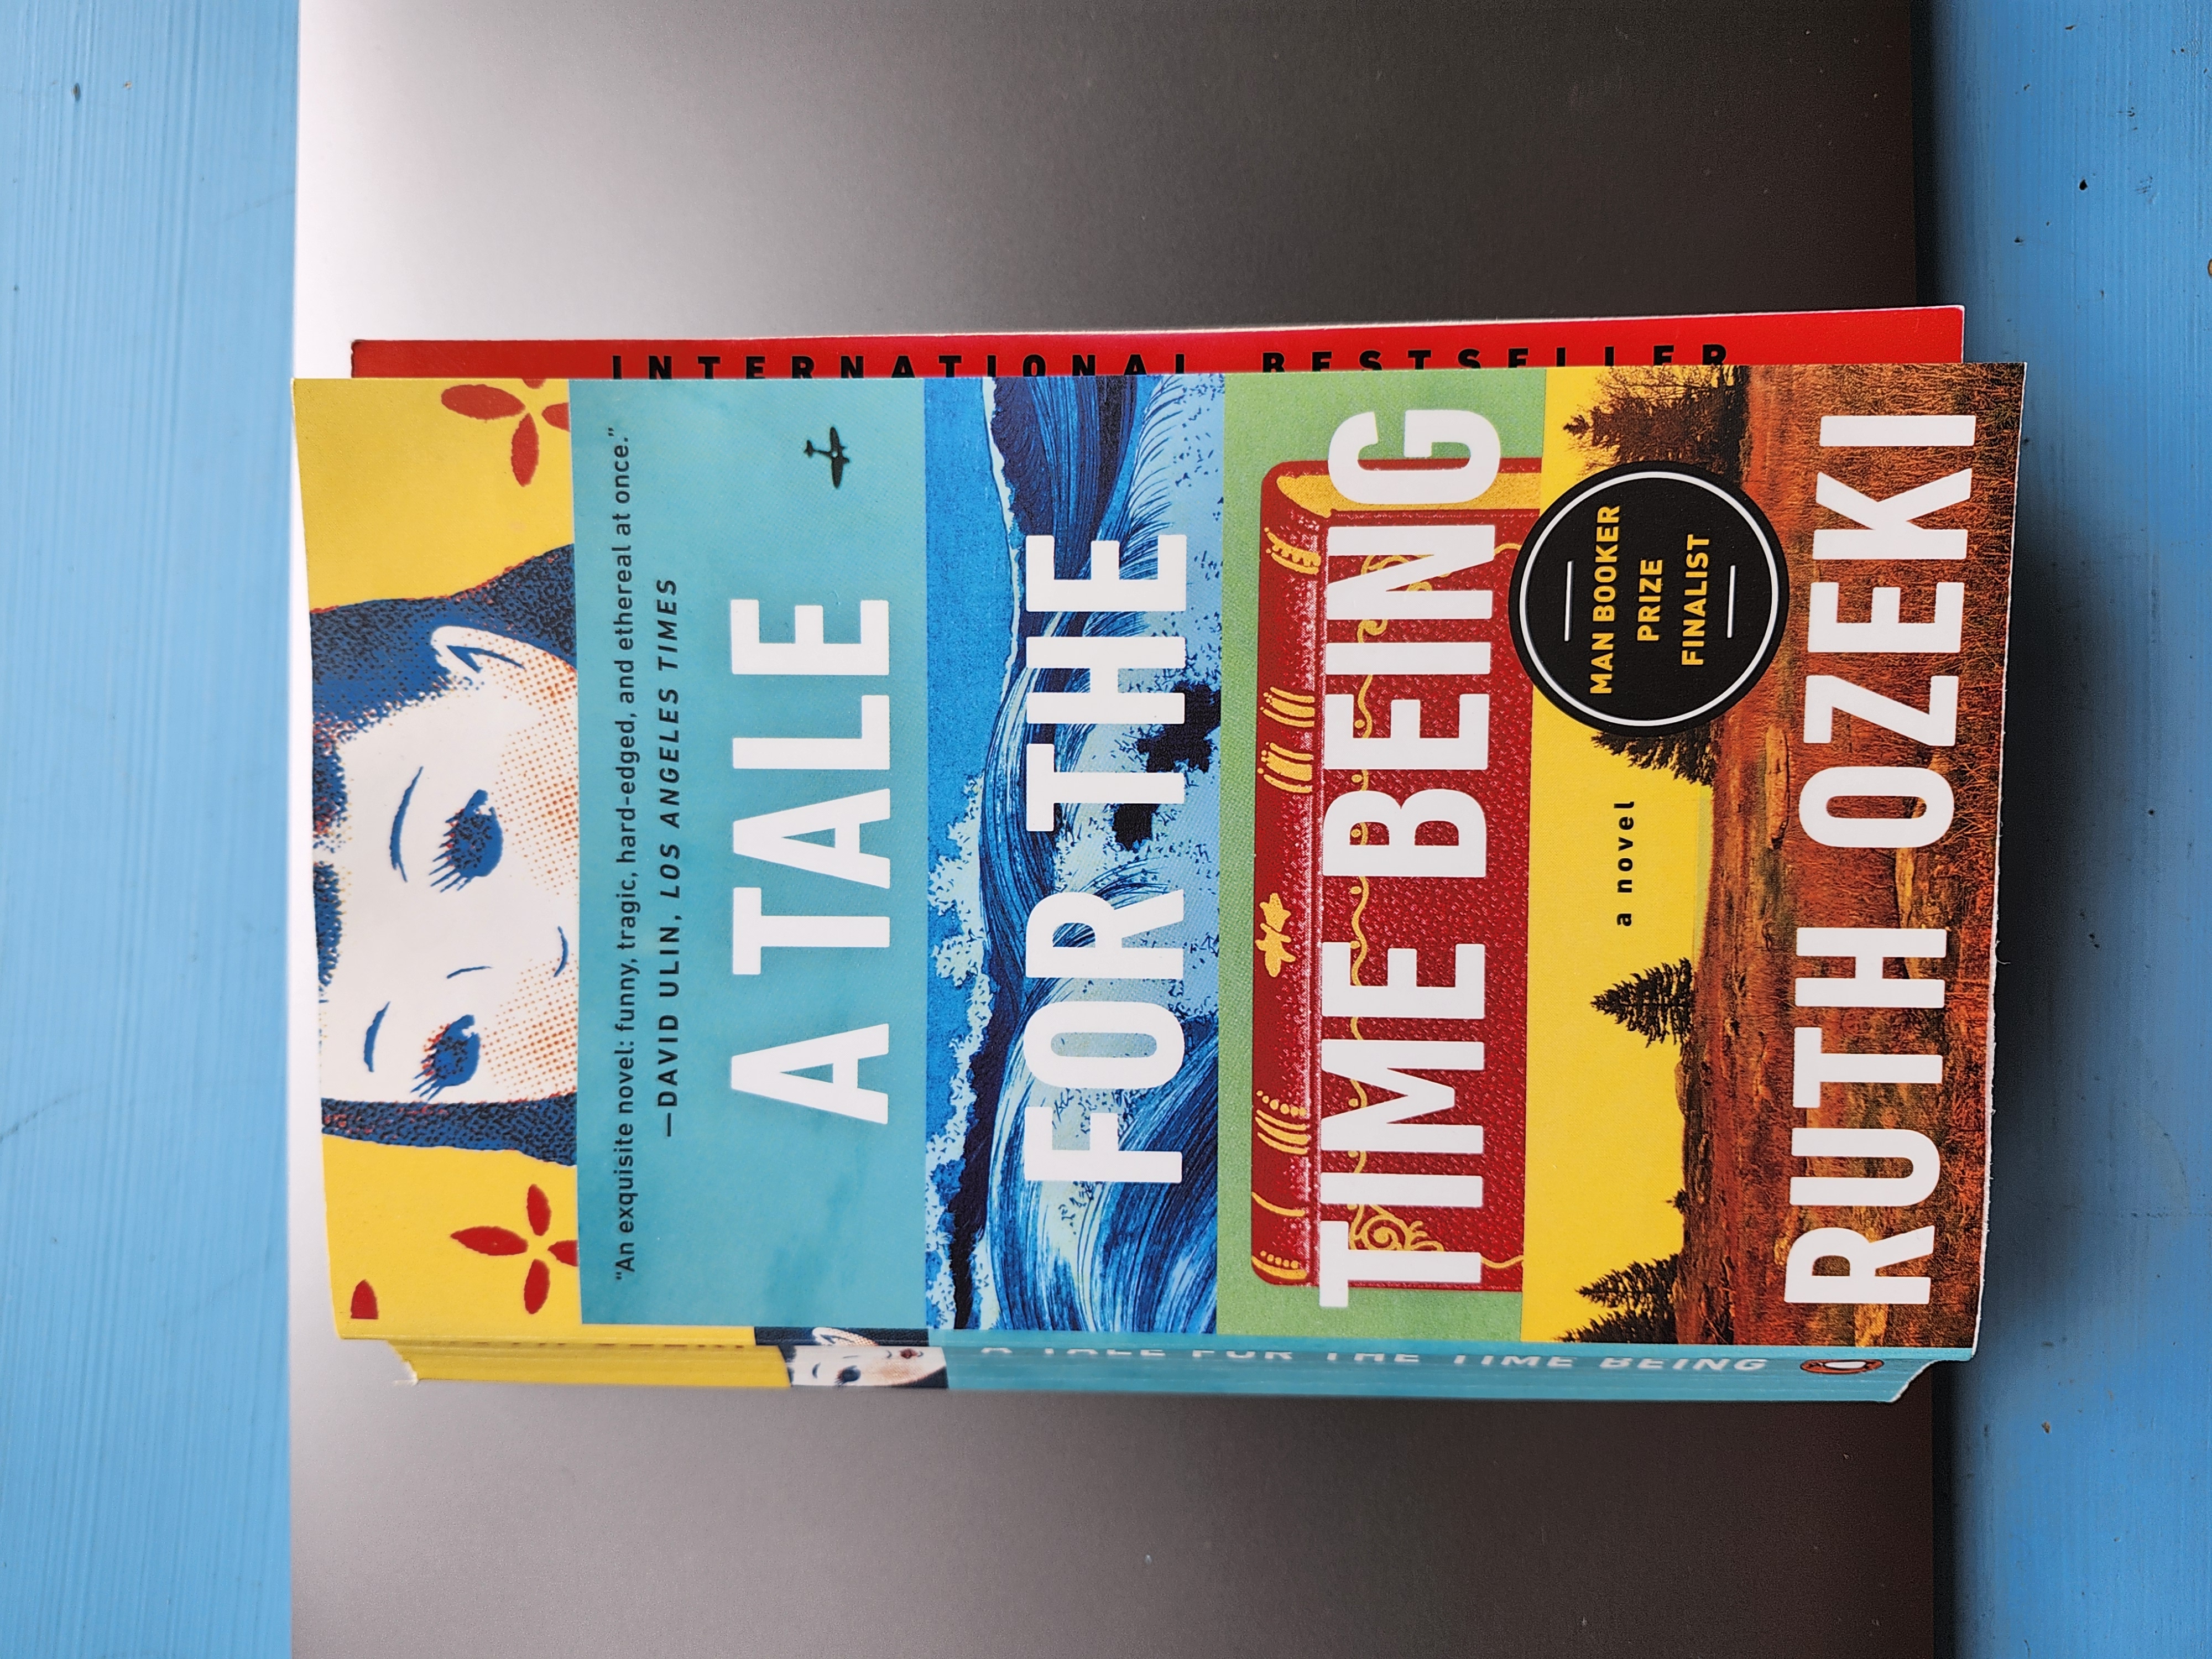 "An exquisite novel: funny, tragic, hard-edged, and ethereal at once."
—DAVID ULIN, LOS ANGELES TIMES
A TALE
FOR THE
TIME BEING
a novel
MAN BOOKER
PRIZE
FINALIST
RUTH OZEKI
INTERNATIONAL BESTSELLER
A TALE FOR THE TIME BEING